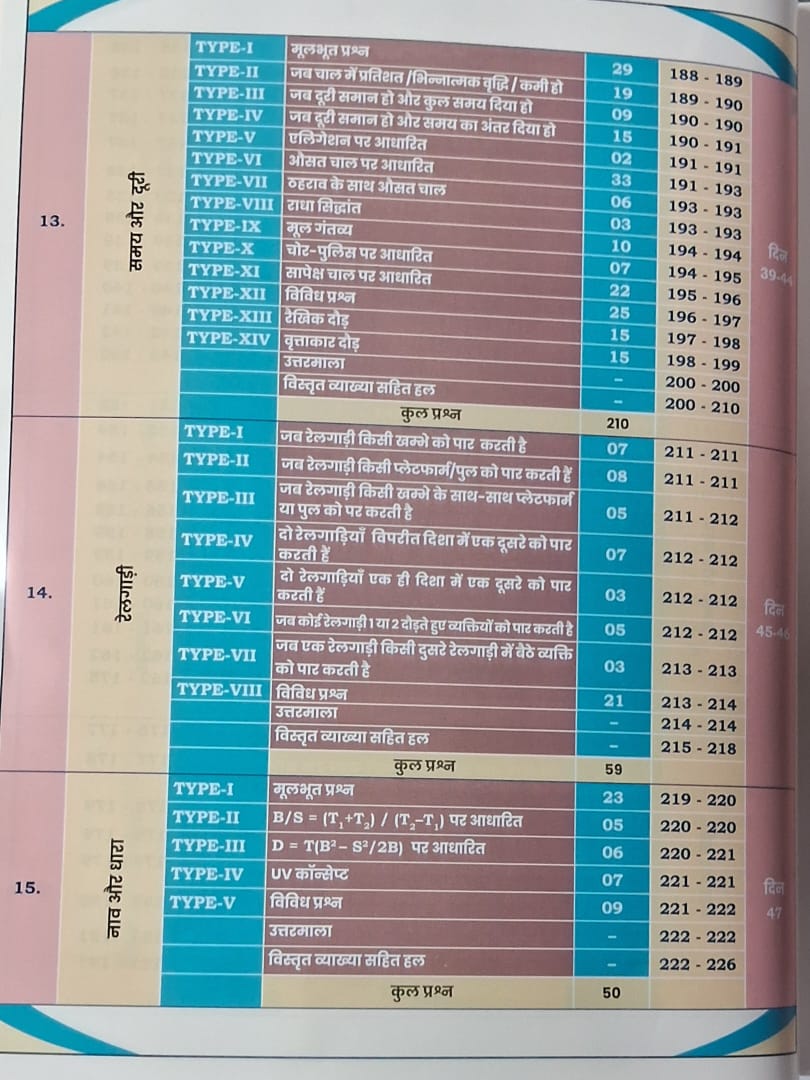 13. समय और दूरी दिन 39-44
TYPE-I मूलभूत प्रश्न 29 188 - 189
TYPE-II जब चाल में प्रतिशत/भिन्नात्मक वृद्धि/कमी हो 19 189 - 190
TYPE-III जब दूरी समान हो और कुल समय दिया हो 09 190 - 190
TYPE-IV जब दूरी समान हो और समय का अंतर दिया हो 15 190 - 191
TYPE-V एलिगेशन पर आधारित 02 191 - 191
TYPE-VI औसत चाल पर आधारित 33 191 - 193
TYPE-VII ठहराव के साथ औसत चाल 06 193 - 193
TYPE-VIII राधा सिद्धांत 03 193 - 193
TYPE-IX मूल गंतव्य 10 194 - 194
TYPE-X चोर-पुलिस पर आधारित 07 194 - 195
TYPE-XI सापेक्ष चाल पर आधारित 22 195 - 196
TYPE-XII विविध प्रश्न 25 196 - 197
TYPE-XIII रैखिक दौड़ 15 197 - 198
TYPE-XIV वृत्ताकार दौड़ 15 198 - 199
उत्तरमाला – 200 - 200
विस्तृत व्याख्या सहित हल – 200 - 210
कुल प्रश्न 210
14. रेलगाड़ी दिन 45-46
TYPE-I जब रेलगाड़ी किसी खम्भे को पार करती है 07 211 - 211
TYPE-II जब रेलगाड़ी किसी प्लेटफार्म/पुल को पार करती हैं 08 211 - 211
TYPE-III जब रेलगाड़ी किसी खम्भे के साथ-साथ प्लेटफार्म
या पुल को पर करती है 05 211 - 212
TYPE-IV दो रेलगाड़ियाँ विपरीत दिशा में एक दूसरे को पार
करती हैं 07 212 - 212
TYPE-V दो रेलगाड़ियाँ एक ही दिशा में एक दूसरे को पार
करती हैं 03 212 - 212
TYPE-VI जब कोई रेलगाड़ी 1 या 2 दोड़ते हुए व्यक्तियों को पार करती है 05 212 - 212
TYPE-VII जब एक रेलगाड़ी किसी दुसरे रेलगाड़ी में बैठे व्यक्ति
को पार करती है 03 213 - 213
TYPE-VIII विविध प्रश्न 21 213 - 214
उत्तरमाला – 214 - 214
विस्तृत व्याख्या सहित हल – 215 - 218
कुल प्रश्न 59
15. नाव और धारा दिन 47
TYPE-I मूलभूत प्रश्न 23 219 - 220
TYPE-II B/S = (T₁+T₂) / (T₂–T₁) पर आधारित 05 220 - 220
TYPE-III D = T(B² – S²/2B) पर आधारित 06 220 - 221
TYPE-IV UV कॉन्सेप्ट 07 221 - 221
TYPE-V विविध प्रश्न 09 221 - 222
उत्तरमाला – 222 - 222
विस्तृत व्याख्या सहित हल – 222 - 226
कुल प्रश्न 50